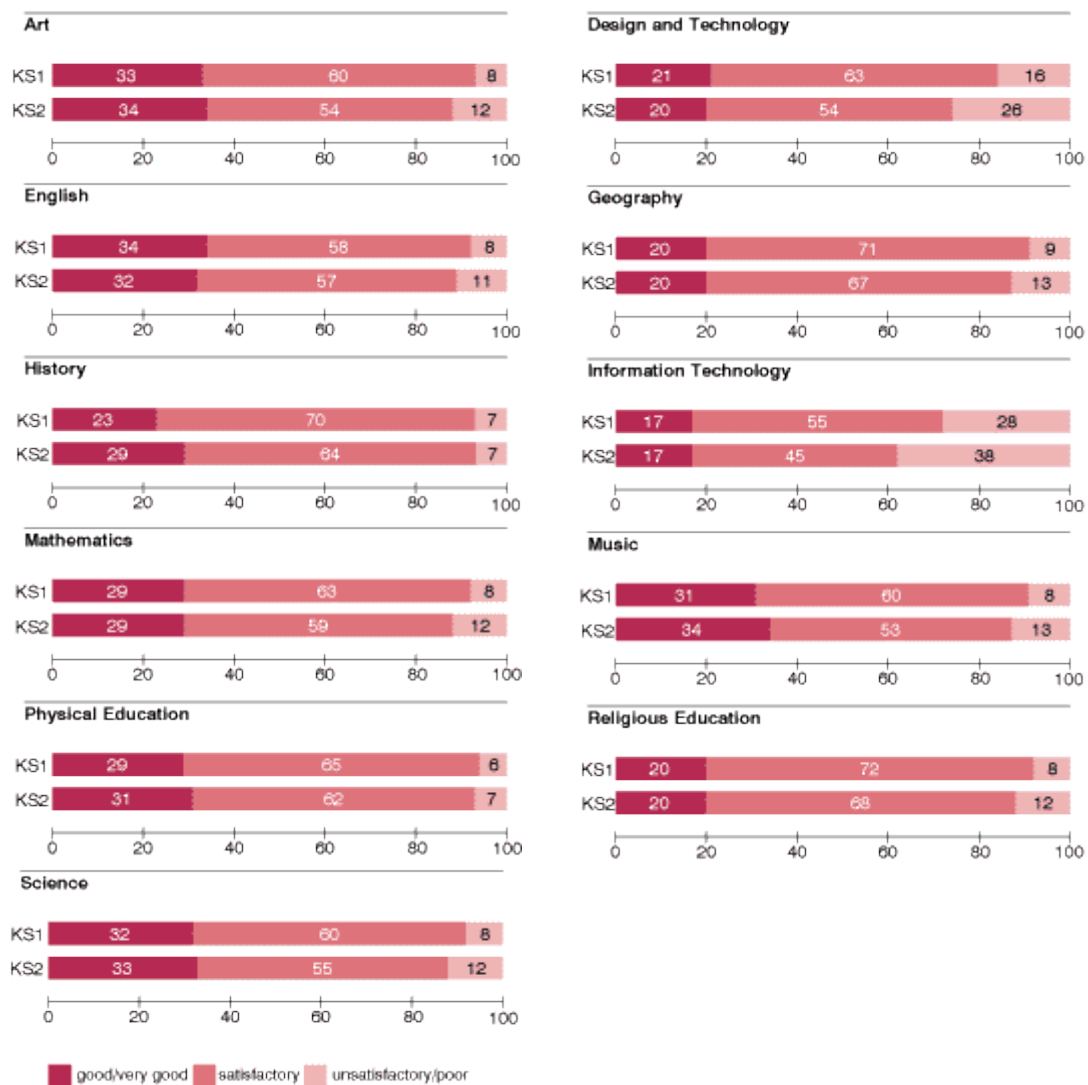 Art
KS1 33 60 8
KS2 34 54 12
0 20 40 60 80 100
English
KS1 34 58 8
KS2 32 57 11
0 20 40 60 80 100
History
KS1 23 70 7
KS2 29 64 7
0 20 40 60 80 100
Mathematics
KS1 29 63 8
KS2 29 59 12
0 20 40 60 80 100
Physical Education
KS1 29 65 6
KS2 31 62 7
0 20 40 60 80 100
Science
KS1 32 60 8
KS2 33 55 12
0 20 40 60 80 100
Design and Technology
KS1 21 63 16
KS2 20 54 26
0 20 40 60 80 100
Geography
KS1 20 71 9
KS2 20 67 13
0 20 40 60 80 100
Information Technology
KS1 17 55 28
KS2 17 45 38
0 20 40 60 80 100
Music
KS1 31 60 8
KS2 34 53 13
0 20 40 60 80 100
Religious Education
KS1 20 72 8
KS2 20 68 12
0 20 40 60 80 100
good/very good satisfactory unsatisfactory/poor